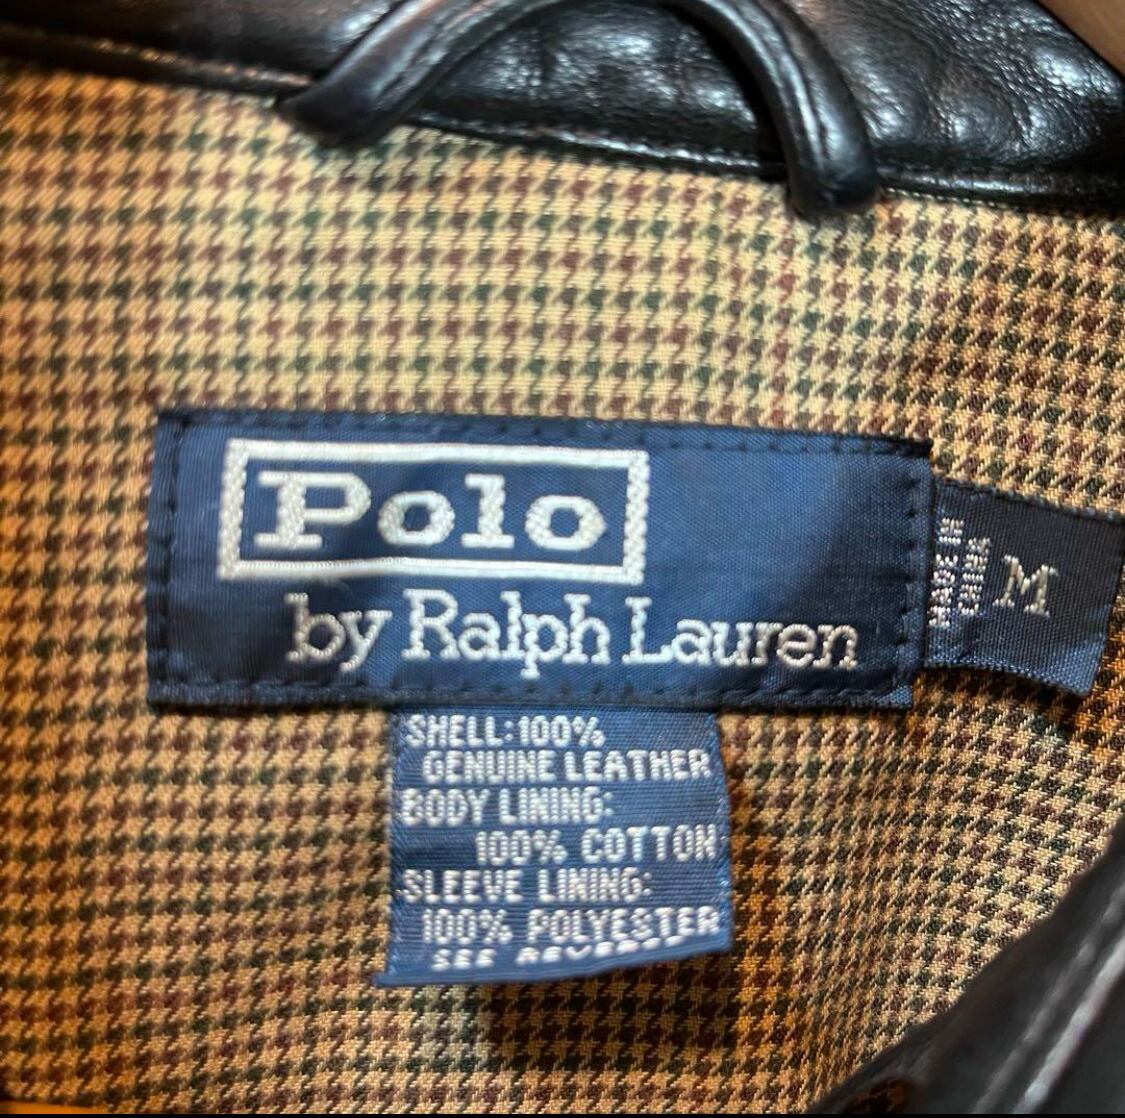 Polo
by Ralph Lauren
MADE IN
CHINA
M
SHELL:100%
GENUINE LEATHER
BODY LINING:
100% COTTON
SLEEVE LINING:
100% POLYESTER
SEE REVERSE